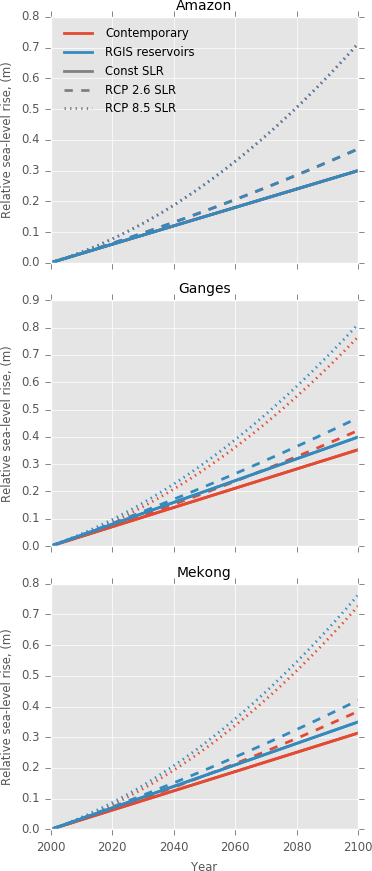 Amazon
0.8
0.7
0.6
0.5
0.4
0.3
0.2
0.1
0.0
Relative sea-level rise, (m)
Contemporary
RGIS reservoirs
Const SLR
RCP 2.6 SLR
RCP 8.5 SLR
Ganges
0.9
0.8
0.7
0.6
0.5
0.4
0.3
0.2
0.1
0.0
Relative sea-level rise, (m)
Mekong
0.8
0.7
0.6
0.5
0.4
0.3
0.2
0.1
0.0
Relative sea-level rise, (m)
2000 2020 2040 2060 2080 2100
Year